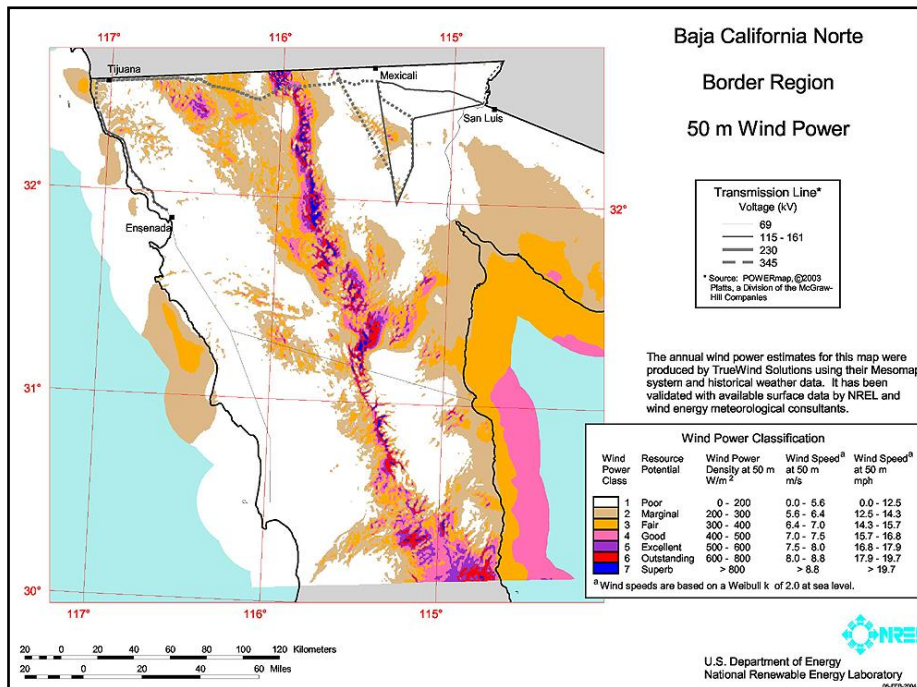 Baja California Norte
Border Region
50 m Wind Power
117°
116°
115°
Tijuana
Mexicali
San Luis
32°
32°
Ensenada
31°
31°
30°
30°
117°
116°
115°
Transmission Line*
Voltage (kV)
69
115 - 161
230
345
* Source: POWERmap, ©2003
Platts, a Division of the McGraw-
Hill Companies
The annual wind power estimates for this map were
produced by TrueWind Solutions using their Mesomap
system and historical weather data. It has been
validated with available surface data by NREL and
wind energy meteorological consultants.
Wind Power Classification
Wind Power Class Resource Potential Wind Power Density at 50 m W/m² Wind Speedᵃ at 50 m m/s Wind Speedᵃ at 50 m mph
1 Poor 0 - 200 0.0 - 5.6 0.0 - 12.5
2 Marginal 200 - 300 5.6 - 6.4 12.5 - 14.3
3 Fair 300 - 400 6.4 - 7.0 14.3 - 15.7
4 Good 400 - 500 7.0 - 7.5 15.7 - 16.8
5 Excellent 500 - 600 7.5 - 8.0 16.8 - 17.9
6 Outstanding 600 - 800 8.0 - 8.8 17.9 - 19.7
7 Superb > 800 > 8.8 > 19.7
ᵃ Wind speeds are based on a Weibull k of 2.0 at sea level.
20 0 20 40 60 80 100 120 Kilometers
20 0 20 40 60 Miles
NREL
U.S. Department of Energy
National Renewable Energy Laboratory